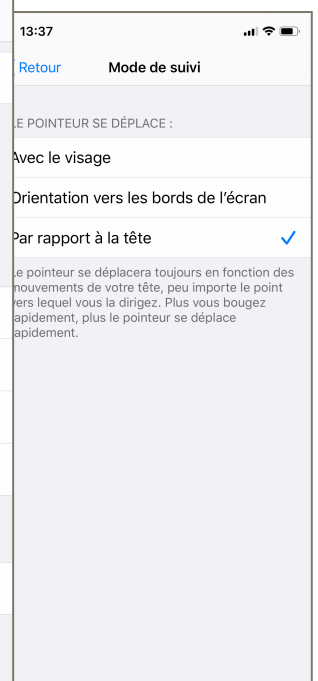 13:37
Retour
Mode de suivi
LE POINTEUR SE DÉPLACE :
Avec le visage
Orientation vers les bords de l’écran
Par rapport à la tête
Le pointeur se déplacera toujours en fonction des
mouvements de votre tête, peu importe le point
vers lequel vous la dirigez. Plus vous bougez
rapidement, plus le pointeur se déplace
rapidement.